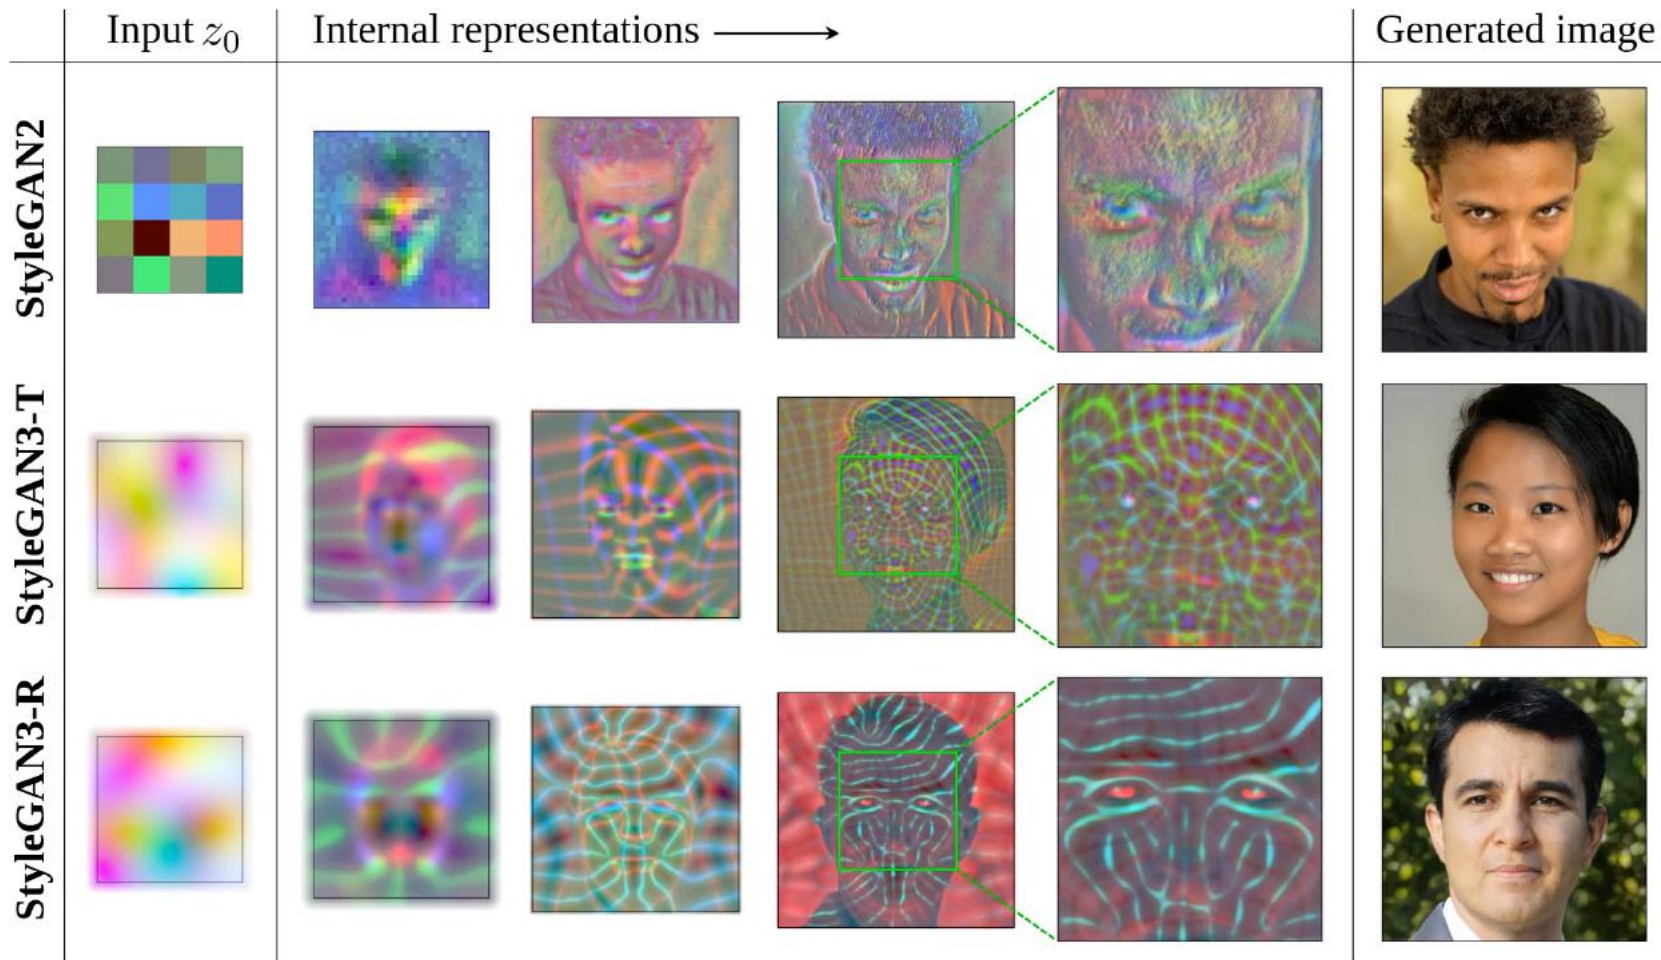 Input z₀
Internal representations ⟶
Generated image
StyleGAN2
StyleGAN3-T
StyleGAN3-R